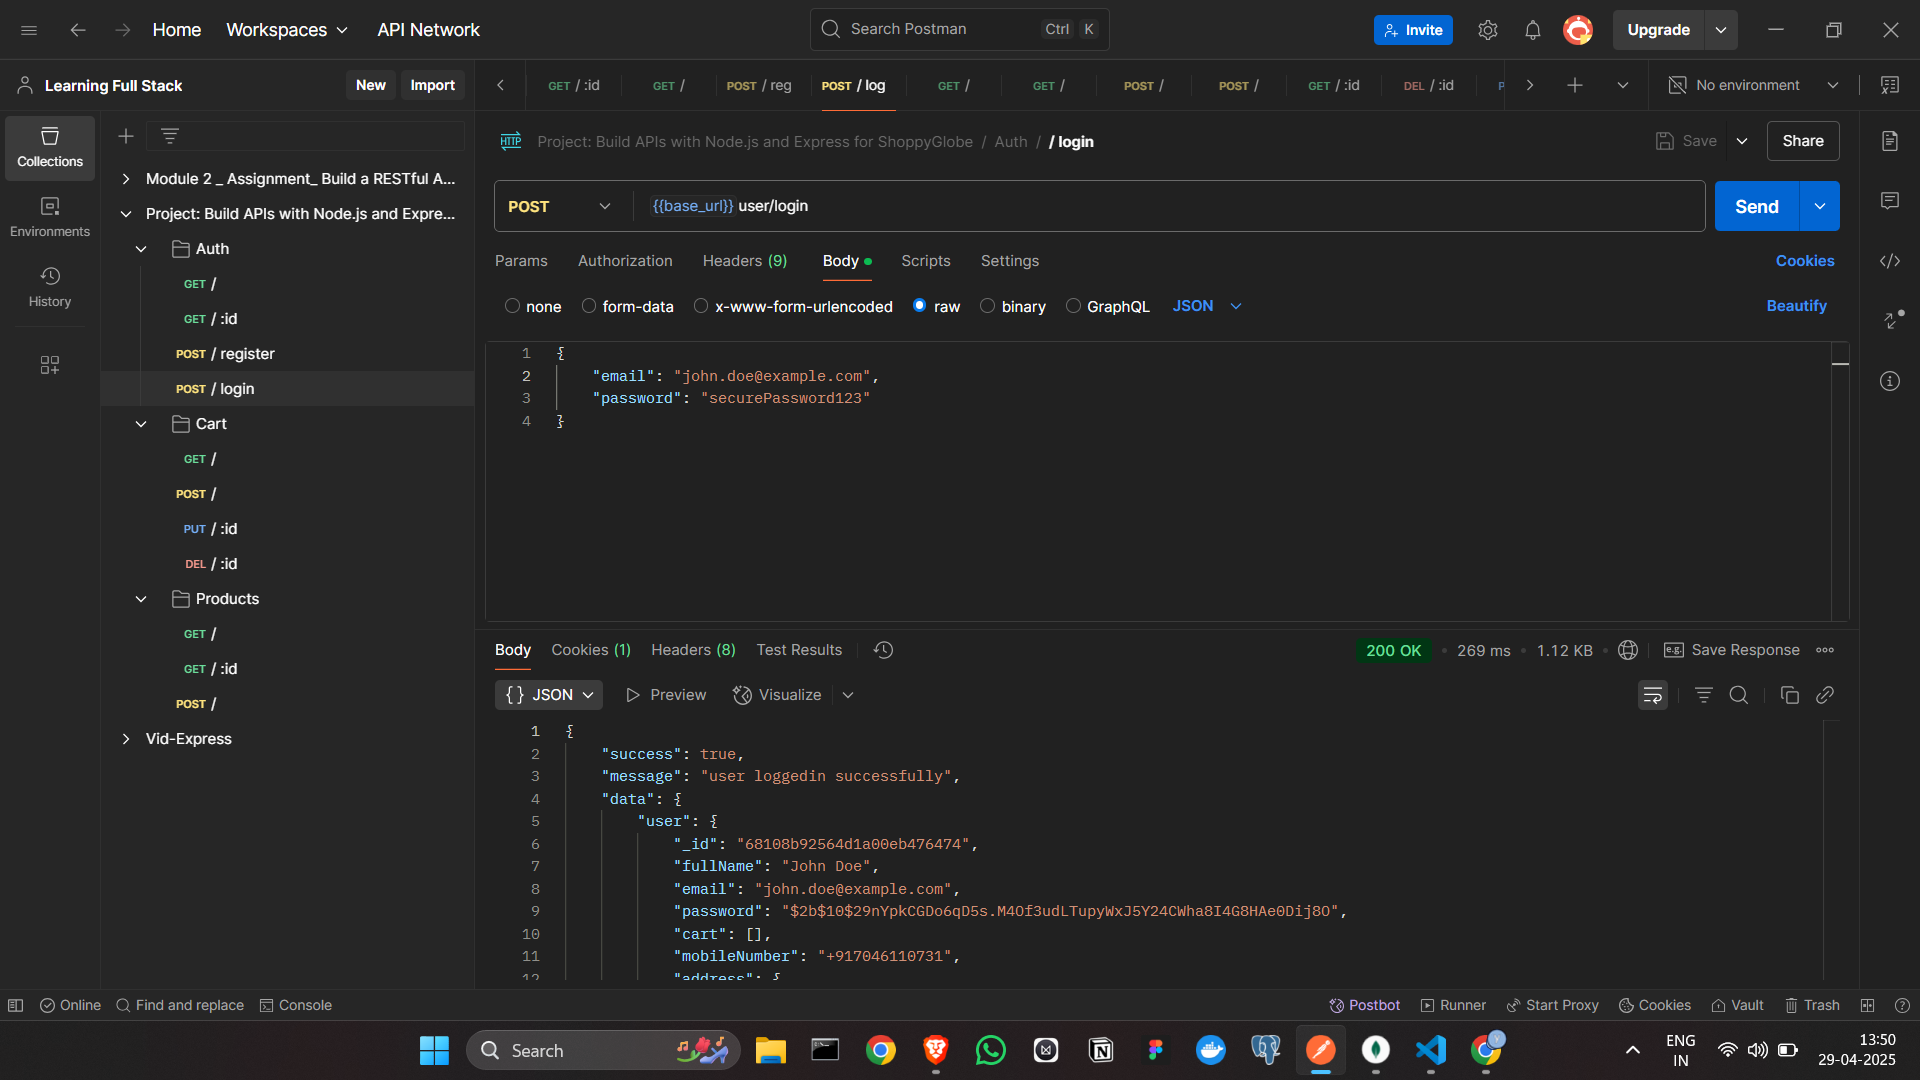 Home
Workspaces
API Network
Search Postman
Ctrl
K
Invite
Upgrade
Learning Full Stack
New
Import
GET / :id
GET /
POST / reg
POST / log
GET /
GET /
POST /
POST /
GET / :id
DEL / :id
No environment
Collections
Environments
History
Module 2 _ Assignment_ Build a RESTful A...
Project: Build APIs with Node.js and Expre...
Auth
GET /
GET / :id
POST / register
POST / login
Cart
GET /
POST /
PUT / :id
DEL / :id
Products
GET /
GET / :id
POST /
Vid-Express
HTTP
Project: Build APIs with Node.js and Express for ShoppyGlobe / Auth / / login
Save
Share
POST
{{base_url}} user/login
Send
Params
Authorization
Headers (9)
Body
Scripts
Settings
Cookies
none
form-data
x-www-form-urlencoded
raw
binary
GraphQL
JSON
Beautify
1 {
2 "email": "john.doe@example.com",
3 "password": "securePassword123"
4 }
Body
Cookies (1)
Headers (8)
Test Results
200 OK
269 ms
1.12 KB
e.g.
Save Response
{} JSON
Preview
Visualize
1 {
2 "success": true,
3 "message": "user loggedin successfully",
4 "data": {
5 "user": {
6 "_id": "68108b92564d1a00eb476474",
7 "fullName": "John Doe",
8 "email": "john.doe@example.com",
9 "password": "$2b$10$29nYpkCGDo6qD5s.M4Of3udLTupyWxJ5Y24CWha8I4G8HAe0Dij8O",
10 "cart": [],
11 "mobileNumber": "+917046110731",
12 "address": {
Online
Find and replace
Console
Postbot
Runner
Start Proxy
Cookies
Vault
Trash
Search
ENG
IN
13:50
29-04-2025